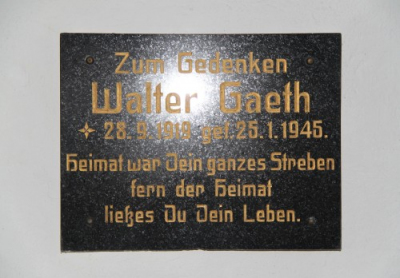 Zum Gedenken
Walter Gaeth
✢ 28.9.1919 gef. 25.1.1945.
Heimat war Dein ganzes Streben
fern der Heimat
ließes Du Dein Leben.